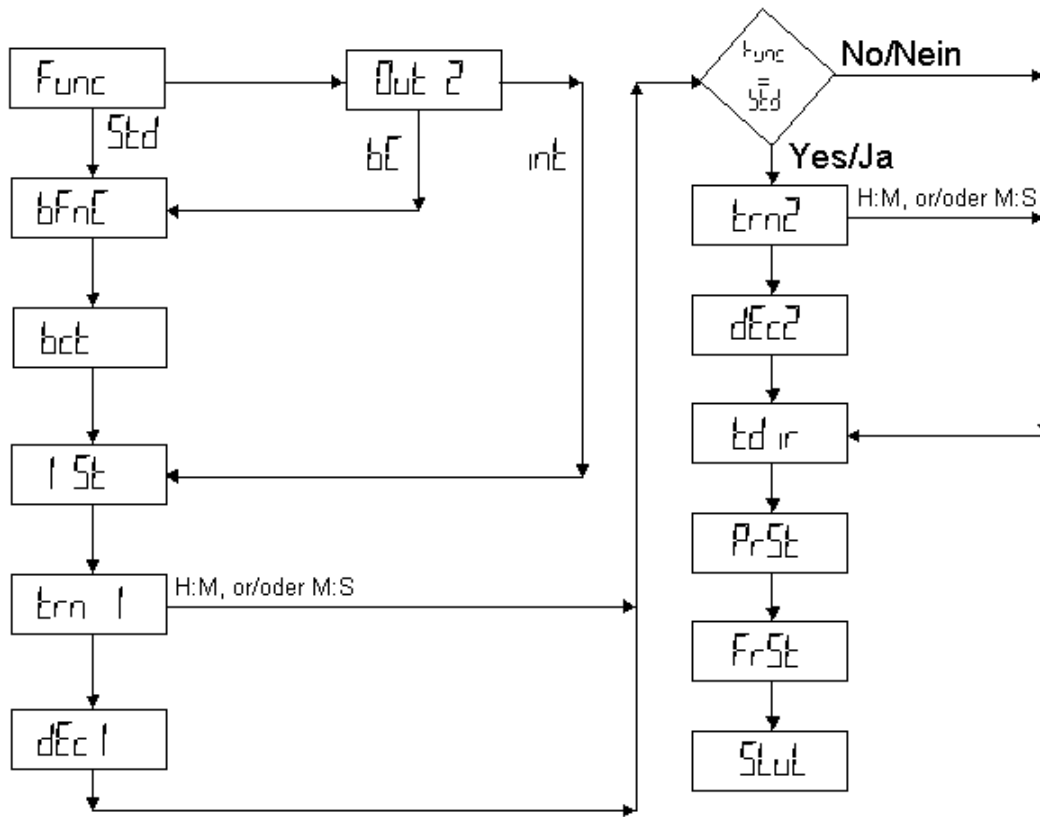 Func
Out 2
Std
bC
int
bFnC
bct
1 St
trn 1
H:M, or/oder M:S
dEc 1
Func
=
Std
No/Nein
Yes/Ja
trn2
H:M, or/oder M:S
dEc2
tdir
PrSt
FrSt